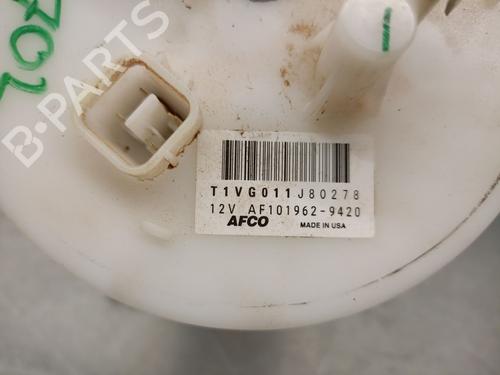 B-PARTS
T1VG011J80278
12V AF101962-9420
AFCO
MADE IN USA